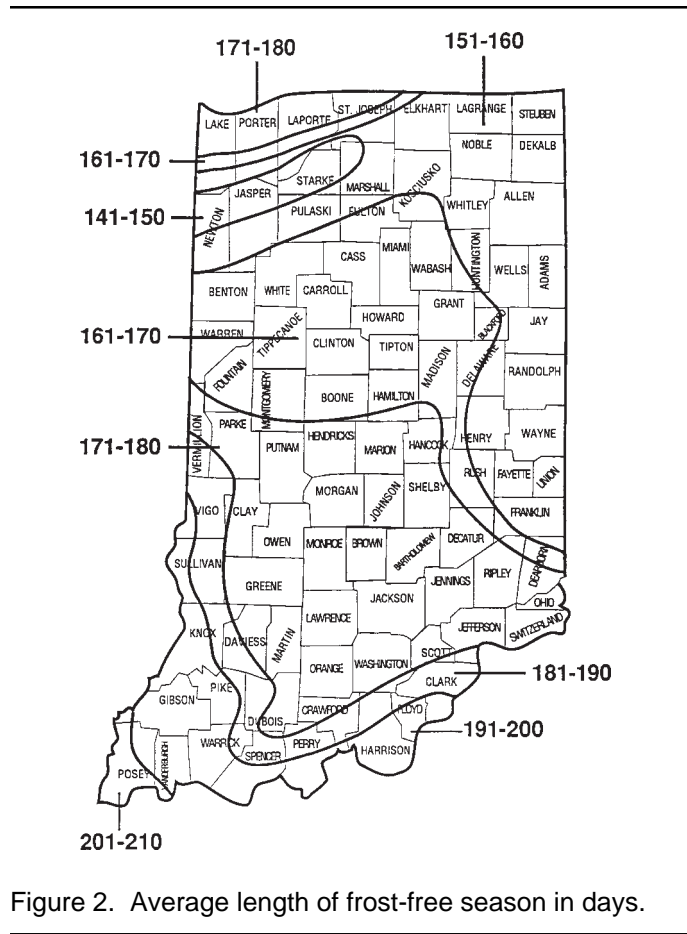 171-180
151-160
LAKE PORTER LAPORTE ST. JOSEPH ELKHART LAGRANGE STEUBEN
NOBLE DEKALB
161-170
STARKE MARSHALL KOSCIUSKO
JASPER WHITLEY ALLEN
141-150
NEWTON PULASKI FULTON
CASS MIAMI WABASH HUNTINGTON WELLS ADAMS
BENTON WHITE CARROLL GRANT
HOWARD BLACKFORD JAY
161-170
WARREN TIPPECANOE CLINTON TIPTON MADISON DELAWARE
FOUNTAIN MONTGOMERY BOONE HAMILTON RANDOLPH
171-180
VERMILLION PARKE HENDRICKS MARION HANCOCK HENRY WAYNE
PUTNAM RUSH FAYETTE UNION
MORGAN JOHNSON SHELBY
VIGO CLAY FRANKLIN
OWEN MONROE BROWN BARTHOLOMEW DECATUR
SULLIVAN RIPLEY DEARBORN
GREENE JENNINGS
JACKSON OHIO
LAWRENCE JEFFERSON SWITZERLAND
KNOX DAVIESS MARTIN SCOTT
ORANGE WASHINGTON
181-190
PIKE CLARK
GIBSON DUBOIS CRAWFORD FLOYD
191-200
WARRICK SPENCER PERRY HARRISON
POSEY VANDERBURGH
201-210
Figure 2. Average length of frost-free season in days.